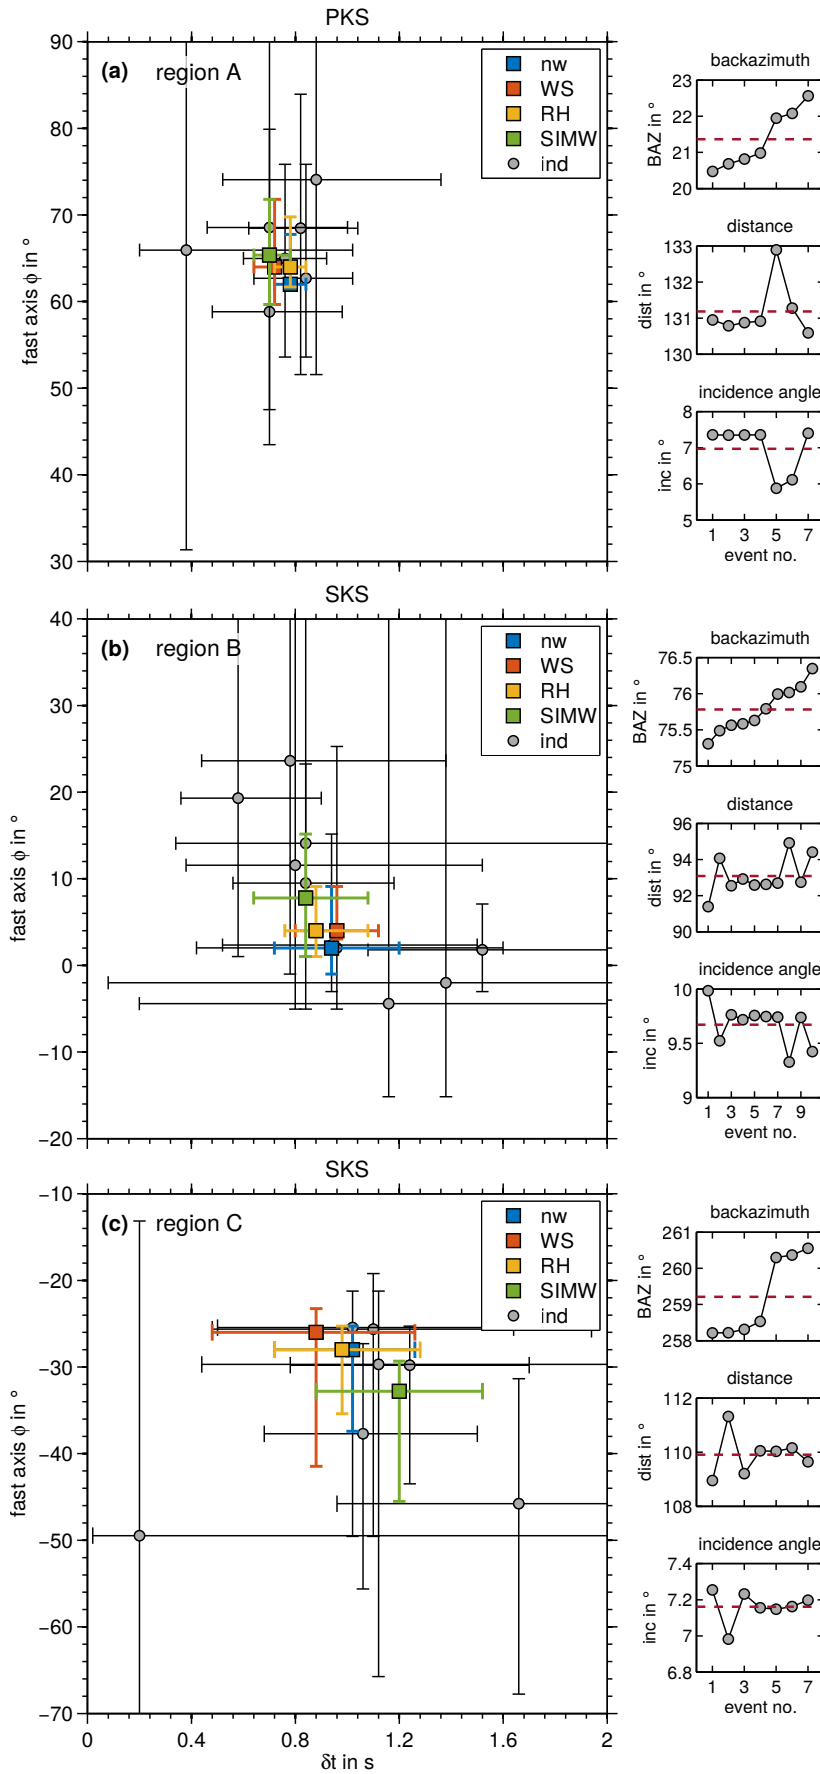 PKS
(a) region A
nw
WS
RH
SIMW
ind
90
80
70
60
50
40
30
fast axis ϕ in °
backazimuth
23
22
21
20
BAZ in °
distance
133
132
131
130
dist in °
incidence angle
8
7
6
5
inc in °
1 3 5 7
event no.
SKS
(b) region B
nw
WS
RH
SIMW
ind
40
30
20
10
0
−10
−20
fast axis ϕ in °
backazimuth
76.5
76
75.5
75
BAZ in °
distance
96
94
92
90
dist in °
incidence angle
10
9.5
9
inc in °
1 3 5 7 9
event no.
SKS
(c) region C
nw
WS
RH
SIMW
ind
−10
−20
−30
−40
−50
−60
−70
fast axis ϕ in °
0 0.4 0.8 1.2 1.6 2
δt in s
backazimuth
261
260
259
258
BAZ in °
distance
112
110
108
dist in °
incidence angle
7.4
7.2
7
6.8
inc in °
1 3 5 7
event no.